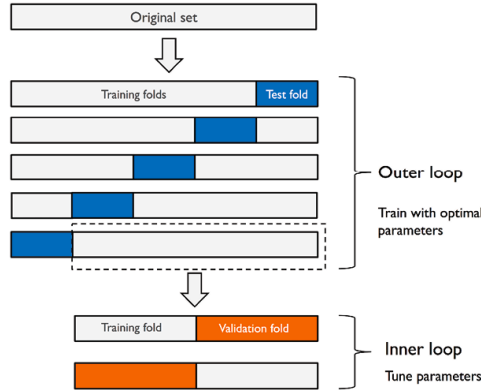 Original set
Training folds
Test fold
Outer loop
Train with optimal
parameters
Training fold
Validation fold
Inner loop
Tune parameters